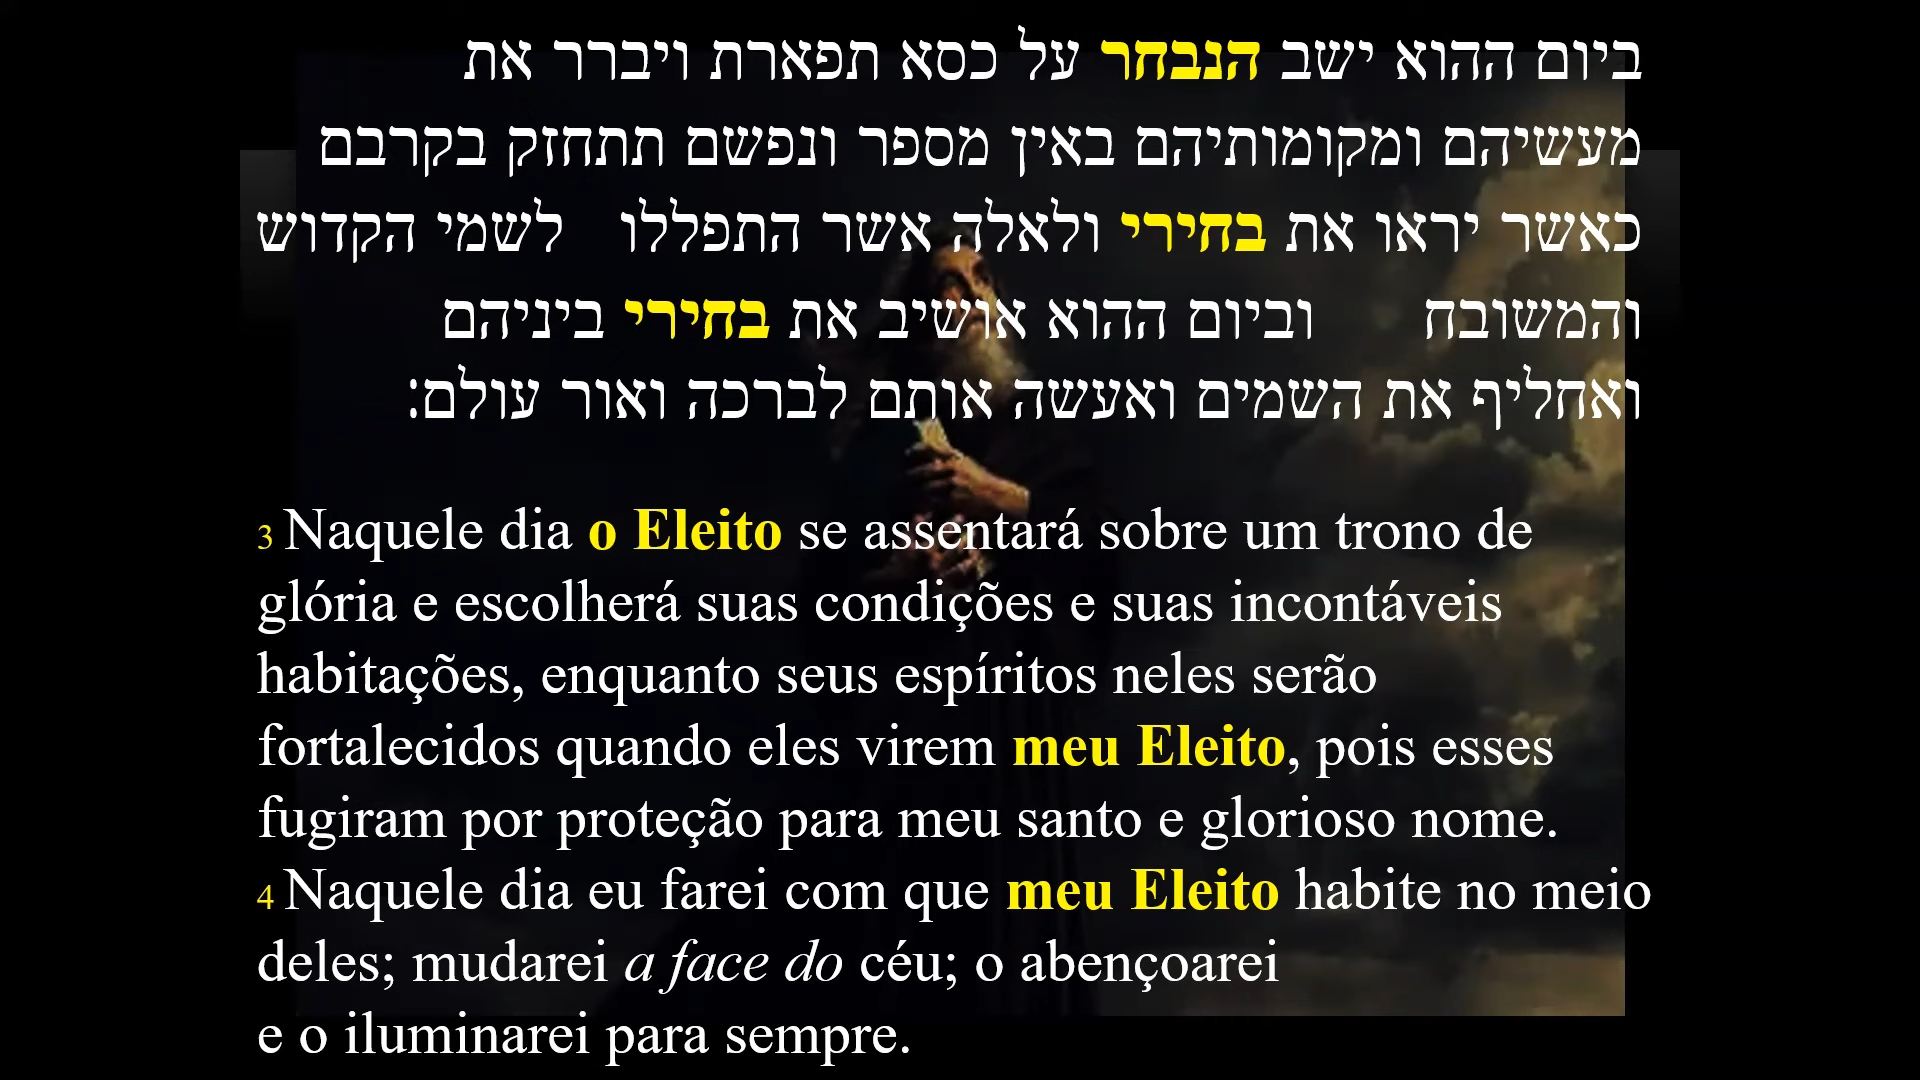 ביום ההוא ישב הנבחר על כסא תפארת ויברר את
מעשיהם ומקומותיהם באין מספר ונפשם תתחזק בקרבם
כאשר יראו את בחירי ולאלה אשר התפללו לשמי הקדוש
והמשובח וביום ההוא אושיב את בחירי ביניהם
ואחליף את השמים ואעשה אותם לברכה ואור עולם:
3 Naquele dia o Eleito se assentará sobre um trono de
glória e escolherá suas condições e suas incontáveis
habitações, enquanto seus espíritos neles serão
fortalecidos quando eles virem meu Eleito, pois esses
fugiram por proteção para meu santo e glorioso nome.
4 Naquele dia eu farei com que meu Eleito habite no meio
deles; mudarei a face do céu; o abençoarei
e o iluminarei para sempre.